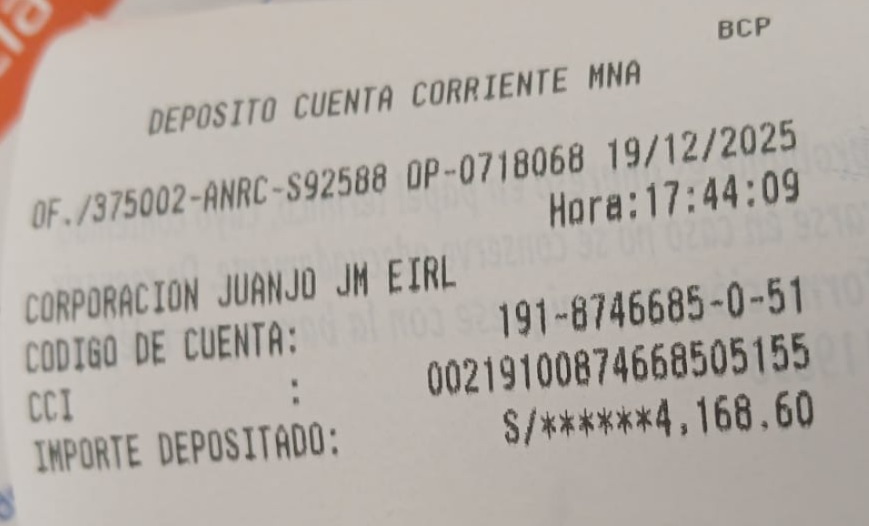 BCP
DEPOSITO CUENTA CORRIENTE MNA
OF./375002-ANRC-S92588 OP-0718068 19/12/2025
Hora:17:44:09
CORPORACION JUANJO JM EIRL
CODIGO DE CUENTA: 191-8746685-0-51
CCI : 00219100874668505155
IMPORTE DEPOSITADO: S/******4,168.60